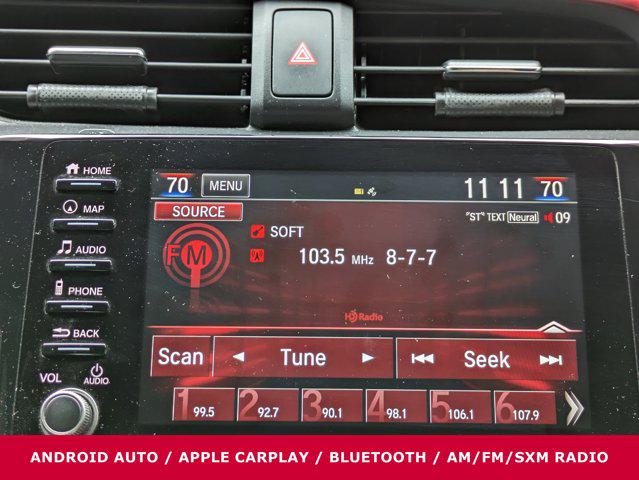 HOME
70 MENU 11 11 70
MAP
SOURCE "ST" TEXT Neural 09
SOFT
AUDIO
FM 103.5 MHz 8-7-7
PHONE
HD Radio
BACK
Scan Tune Seek
VOL AUDIO
1 99.5 2 92.7 3 90.1 4 98.1 5 106.1 6 107.9
ANDROID AUTO / APPLE CARPLAY / BLUETOOTH / AM/FM/SXM RADIO